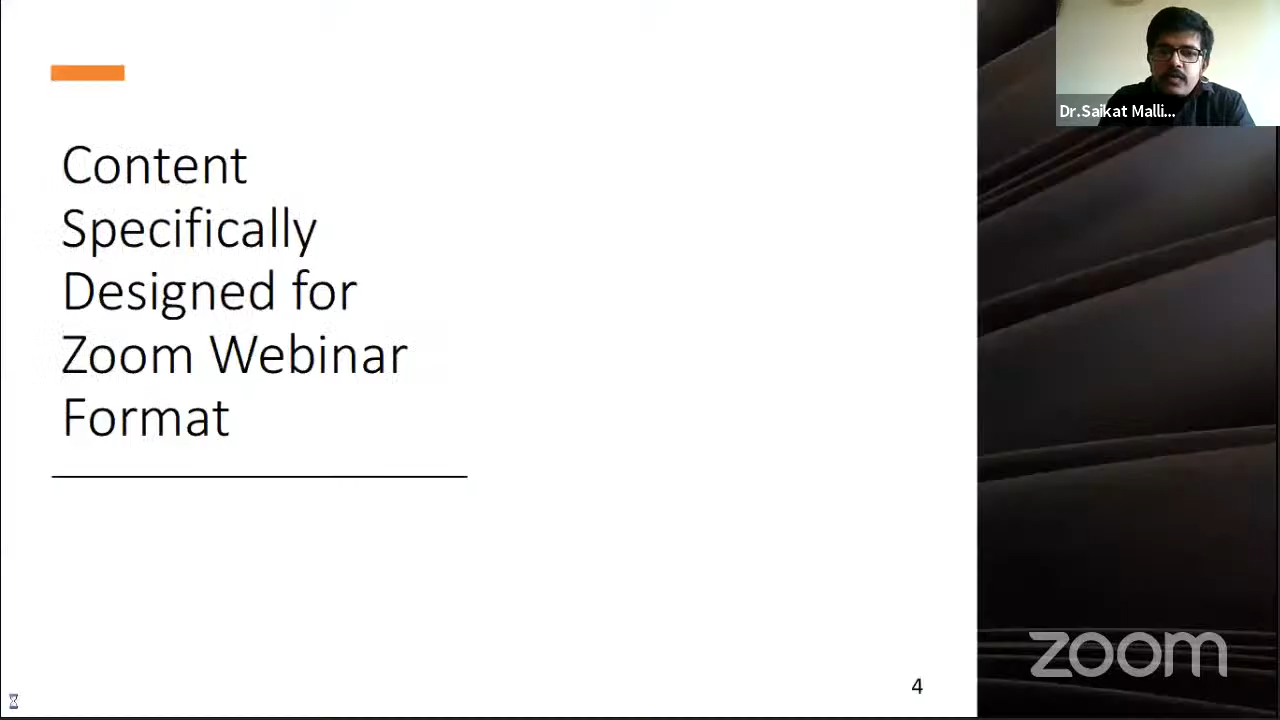 Content
Specifically
Designed for
Zoom Webinar
Format
4
Dr.Saikat Malli...
zoom